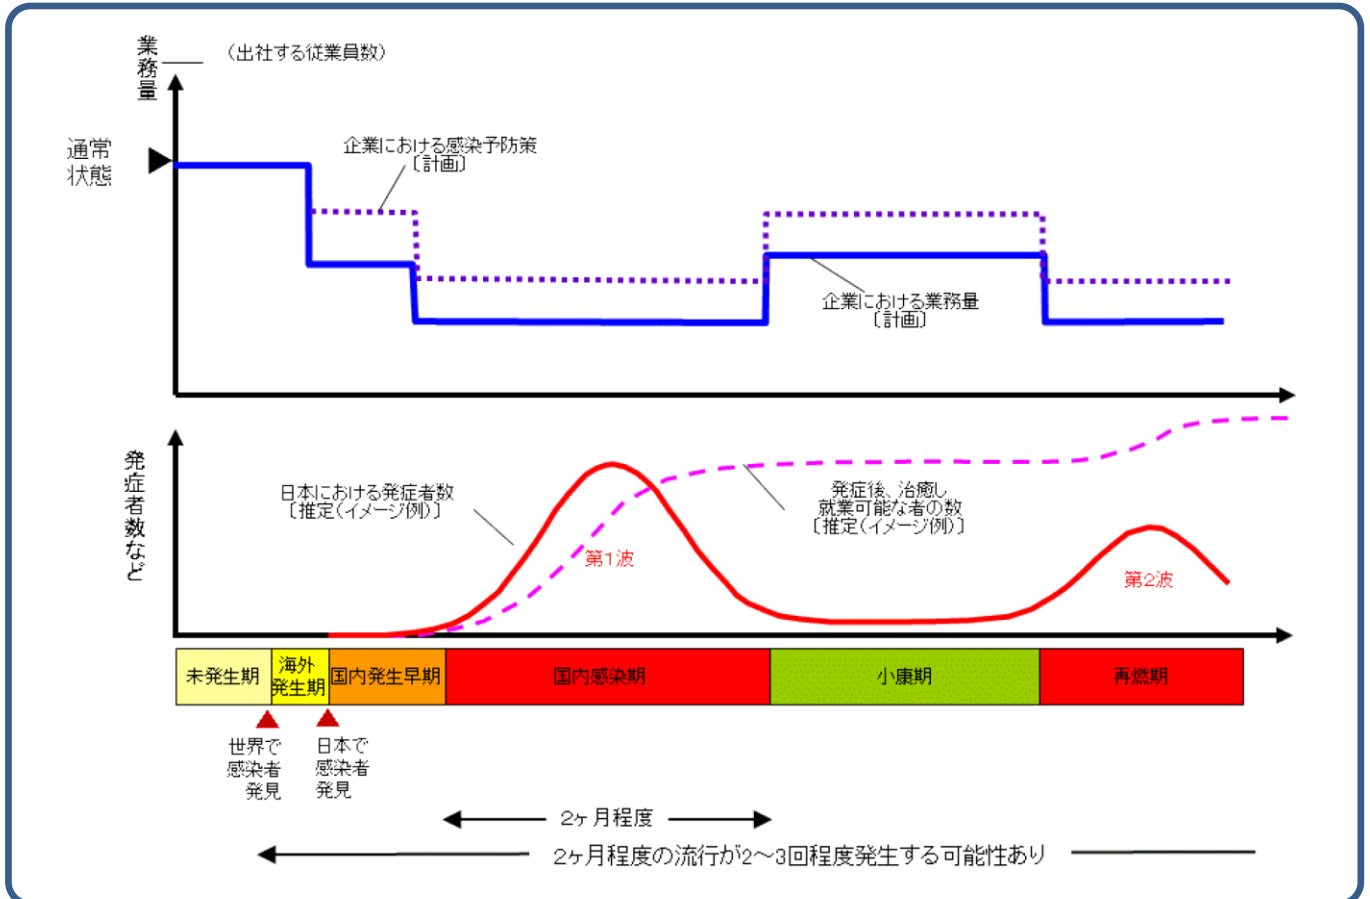 業務量
（出社する従業員数）
通常
状態
企業における感染予防策
〔計画〕
企業における業務量
〔計画〕
発症者数など
日本における発症者数
〔推定（イメージ例）〕
発症後、治癒し
就業可能な者の数
〔推定（イメージ例）〕
第1波
第2波
未発生期
海外
発生期
国内発生早期
国内感染期
小康期
再燃期
世界で
感染者
発見
日本で
感染者
発見
2ヶ月程度
2ヶ月程度の流行が2～3回程度発生する可能性あり